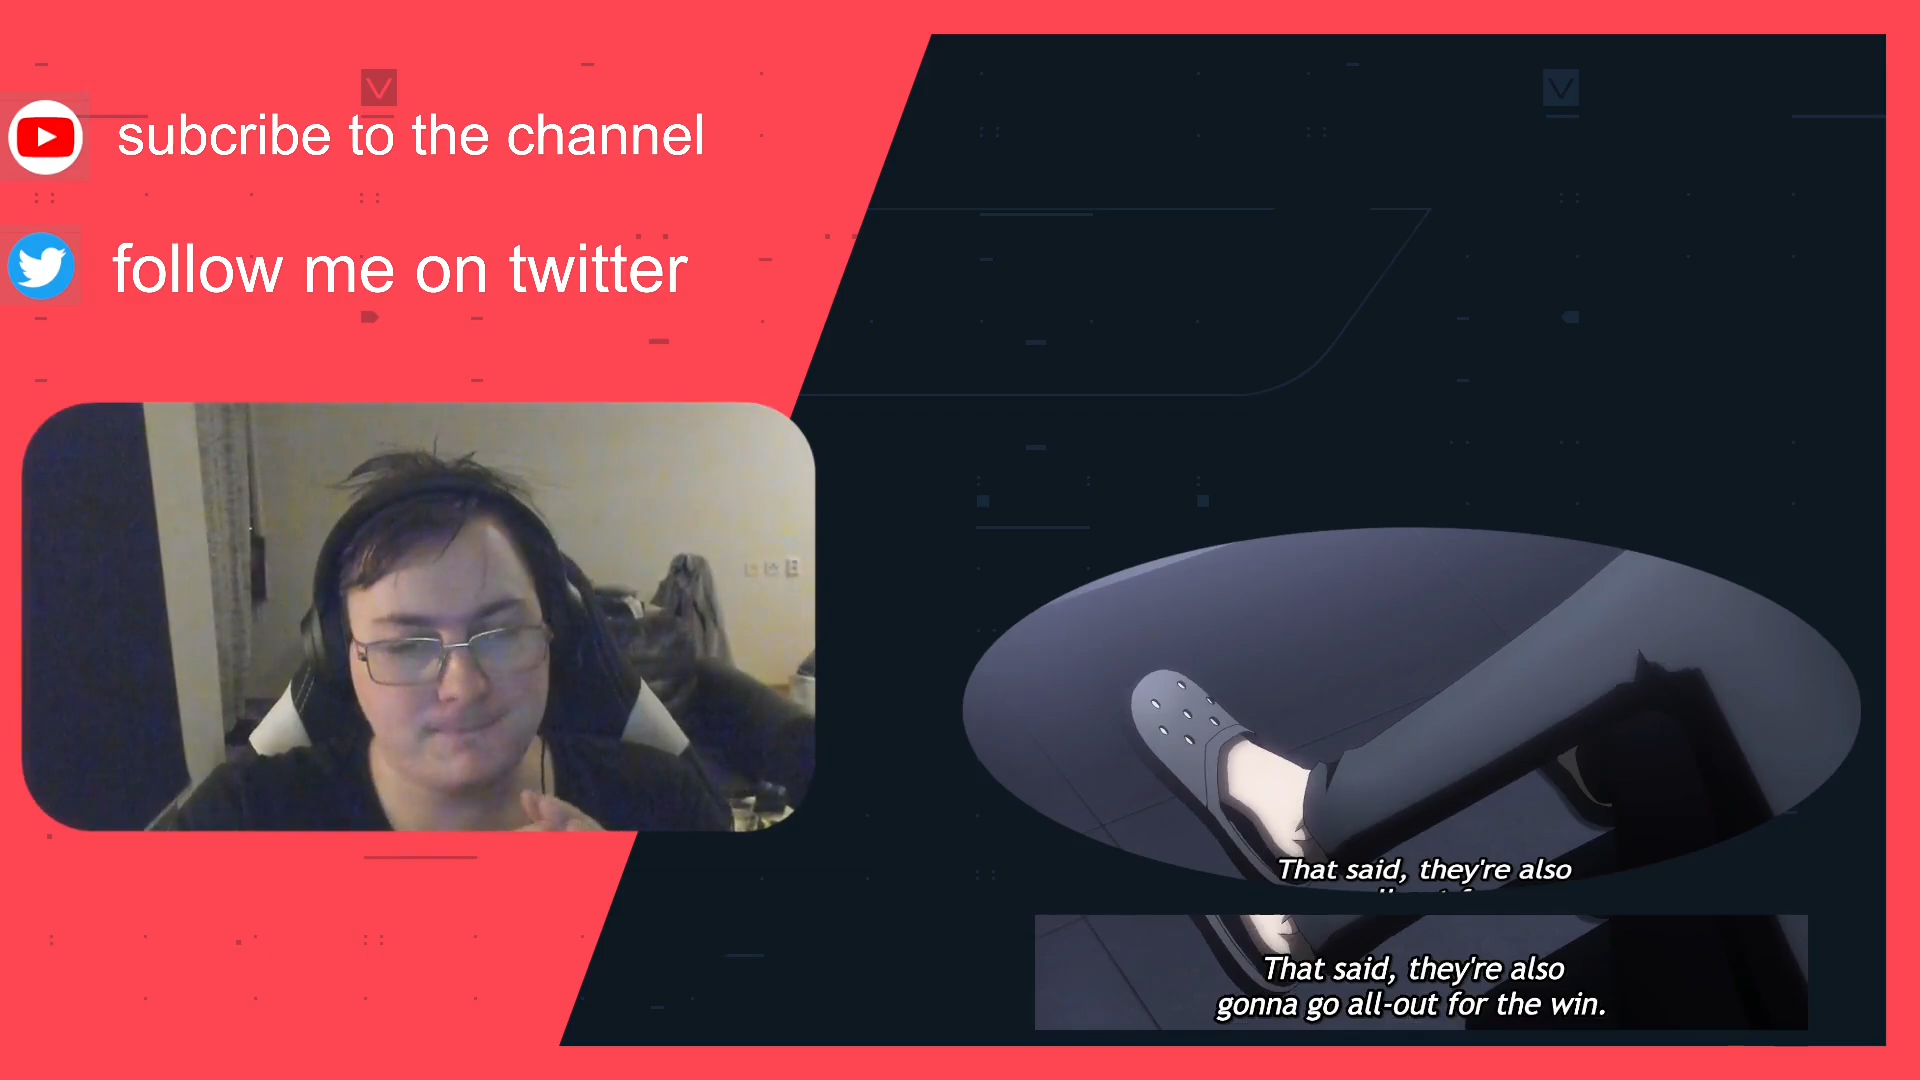 subcribe to the channel
follow me on twitter
That said, they're also
That said, they're also
gonna go all-out for the win.